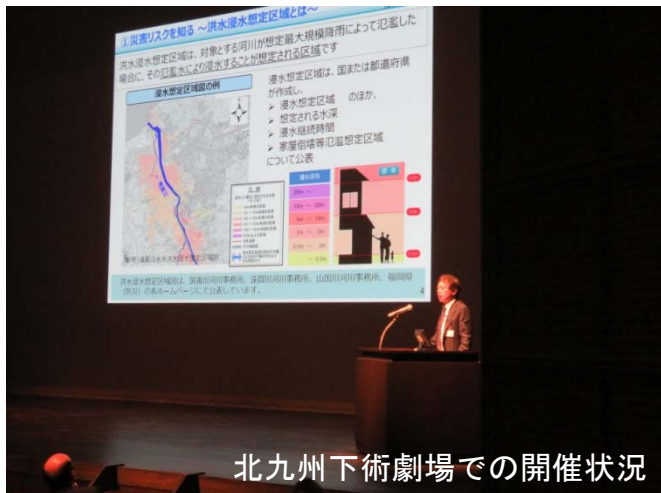 ①災害リスクを知る ～洪水浸水想定区域とは～
洪水浸水想定区域は、対象とする河川が想定最大規模降雨によって氾濫した
場合に、その氾濫水により浸水することが想定される区域です
浸水想定区域図の例
浸水想定区域は、国または都道府県
が作成し、
➢ 浸水想定区域 のほか、
➢ 想定される水深
➢ 浸水継続時間
➢ 家屋倒壊等氾濫想定区域
について公表
洪水浸水想定区域図は、筑後川河川事務所、遠賀川河川事務所、山国川河川事務所、福岡県
の各ホームページにて公表しています。
4
北九州下術劇場での開催状況